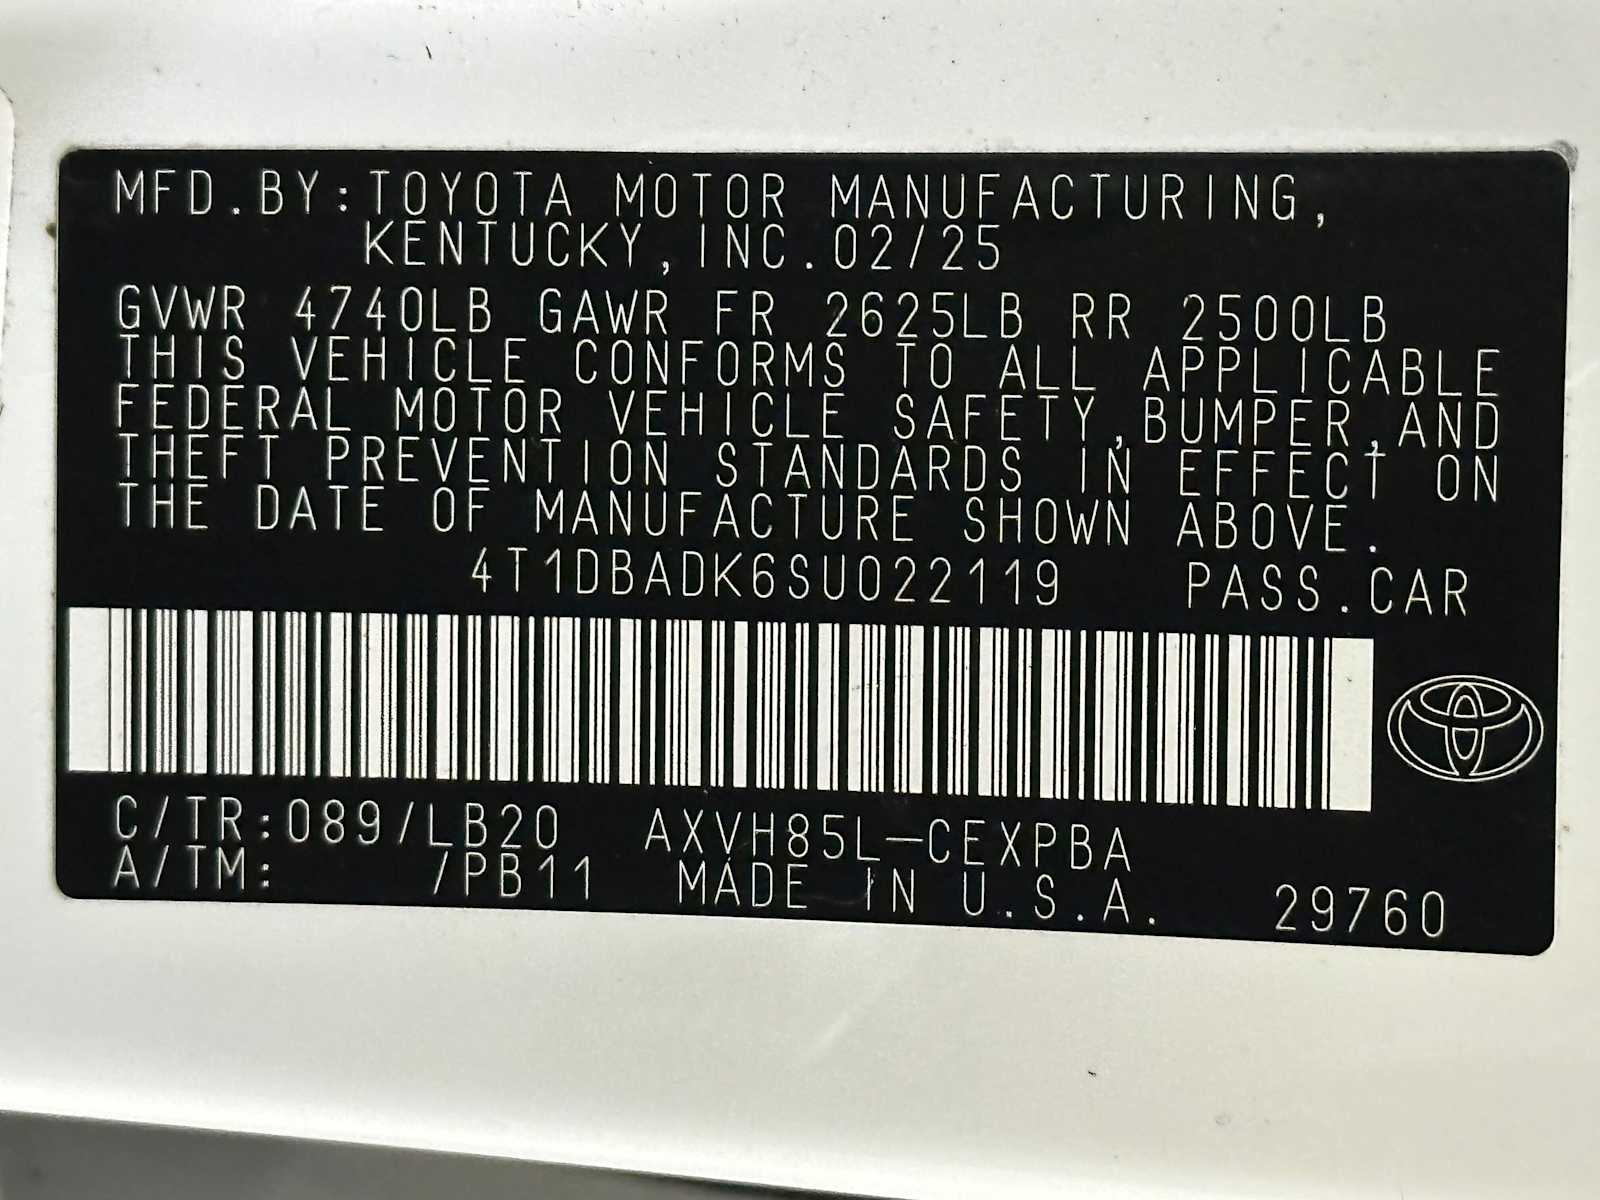 MFD.BY:TOYOTA MOTOR MANUFACTURING,
KENTUCKY,INC.02/25
GVWR 4740LB GAWR FR 2625LB RR 2500LB
THIS VEHICLE CONFORMS TO ALL APPLICABLE
FEDERAL MOTOR VEHICLE SAFETY,BUMPER,AND
THEFT PREVENTION STANDARDS IN EFFECT ON
THE DATE OF MANUFACTURE SHOWN ABOVE.
4T1DBADK6SU022119 PASS.CAR
C/TR:089/LB20 AXVH85L-CEXPBA
A/TM: /PB11 MADE IN U.S.A. 29760